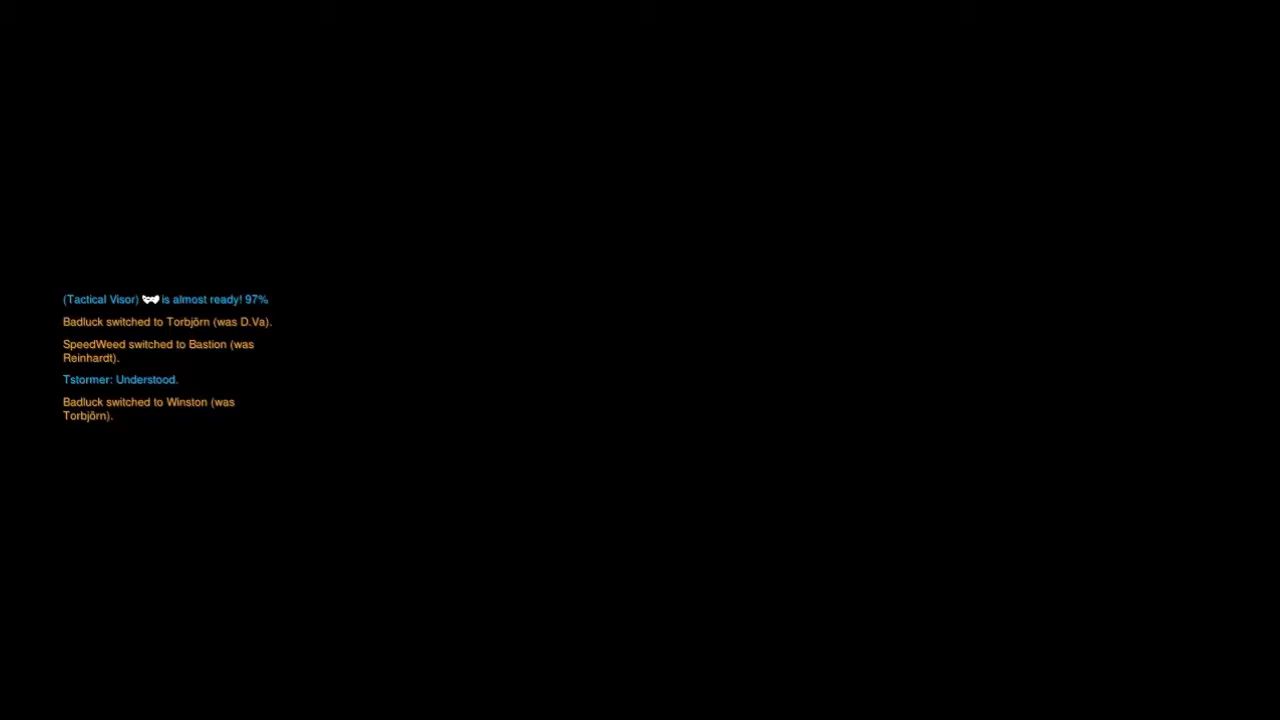 (Tactical Visor) is almost ready! 97%
Badluck switched to Torbjörn (was D.Va).
SpeedWeed switched to Bastion (was
Reinhardt).
Tstormer: Understood.
Badluck switched to Winston (was
Torbjörn).